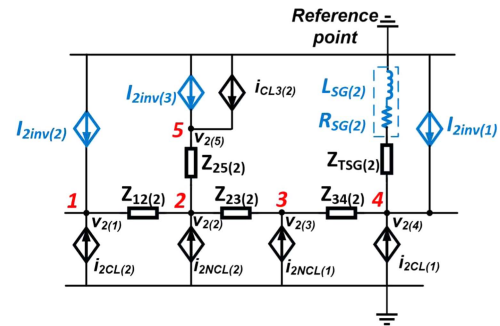 Reference
point
I2inv(2)
I2inv(3)
iCL3(2)
LSG(2)
RSG(2)
I2inv(1)
5
v2(5)
Z25(2)
ZTSG(2)
1
Z12(2)
2
Z23(2)
3
Z34(2)
4
v2(1)
v2(2)
v2(3)
v2(4)
i2CL(2)
i2NCL(2)
i2NCL(1)
i2CL(1)